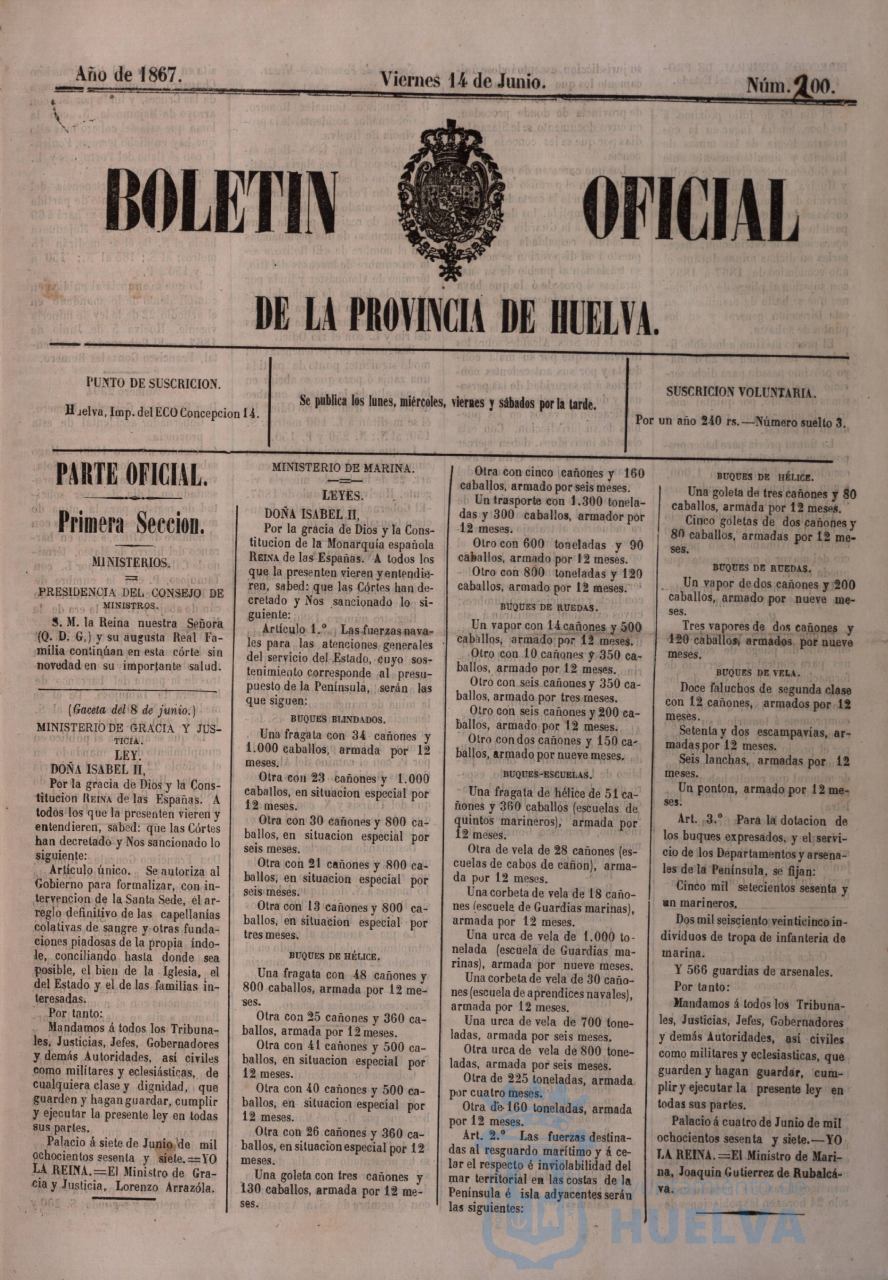 Año de 1867.
Viernes 14 de Junio.
Núm. 200.
BOLETIN OFICIAL
DE LA PROVINCIA DE HUELVA.
PUNTO DE SUSCRICION.
Huelva, Imp. del ECO Concepcion 14.
Se publica los lunes, miércoles, viernes y sábados por la tarde.
SUSCRICION VOLUNTARIA.
Por un año 240 rs.—Número suelto 3.
PARTE OFICIAL.
Primera Seccion.
MINISTERIOS.
PRESIDENCIA DEL CONSEJO DE
MINISTROS.
S. M. la Reina nuestra Señora
(Q. D. G.) y su augusta Real Fa-
milia continúan en esta córte sin
novedad en su importante salud.
(Gaceta del 8 de junio.)
MINISTERIO DE GRACIA Y JUS-
TICIA.
LEY.
DOÑA ISABEL II,
Por la gracia de Dios y la Cons-
titucion REINA de las Españas. A
todos los que la presenten vieren y
entendieren, sabed: que las Córtes
han decretado y Nos sancionado lo
siguiente:
Artículo único. Se autoriza al
Gobierno para formalizar, con in-
tervencion de la Santa Sede, el ar-
reglo definitivo de las capellanías
colativas de sangre y otras funda-
ciones piadosas de la propia índo-
le, conciliando hasta donde sea
posible, el bien de la Iglesia, el
del Estado y el de las familias in-
teresadas.
Por tanto:
Mandamos á todos los Tribuna-
les, Justicias, Jefes, Gobernadores
y demás Autoridades, así civiles
como militares y eclesiásticas, de
cualquiera clase y dignidad, que
guarden y hagan guardar, cumplir
y ejecutar la presente ley en todas
sus partes.
Palacio á siete de Junio de mil
ochocientos sesenta y siete.=YO
LA REINA.=El Ministro de Gra-
cia y Justicia, Lorenzo Arrazóla.
MINISTERIO DE MARINA.
LEYES.
DOÑA ISABEL II,
Por la gracia de Dios y la Cons-
titucion de la Monarquía española
REINA de las Españas. A todos los
que la presenten vieren y entendie-
ren, sabed: que las Córtes han de-
cretado y Nos sancionado lo si-
guiente:
Artículo 1.º Las fuerzas nava-
les para las atenciones generales
del servicio del Estado, cuyo sos-
tenimiento corresponde al presu-
puesto de la Península, serán las
que siguen:
BUQUES BLINDADOS.
Una fragata con 34 cañones y
1.000 caballos, armada por 12
meses.
Otra con 23 cañones y 1.000
caballos, en situacion especial por
12 meses.
Otra con 30 cañones y 800 ca-
ballos, en situacion especial por
seis meses.
Otra con 21 cañones y 800 ca-
ballos, en situacion especial por
seis meses.
Otra con 13 cañones y 800 ca-
ballos, en situacion especial por
tres meses.
BUQUES DE HÉLICE.
Una fragata con 48 cañones y
800 caballos, armada por 12 me-
ses.
Otra con 25 cañones y 360 ca-
ballos, armada por 12 meses.
Otra con 41 cañones y 500 ca-
ballos, en situacion especial por
12 meses.
Otra con 40 cañones y 500 ca-
ballos, en situacion especial por
12 meses.
Otra con 26 cañones y 360 ca-
ballos, en situacion especial por 12
meses.
Una goleta con tres cañones y
130 caballos, armada por 12 me-
ses.
Otra con cinco cañones y 160
caballos, armado por seis meses.
Un trasporte con 1.300 tonela-
das y 300 caballos, armador por
12 meses.
Otro con 600 toneladas y 90
caballos, armado por 12 meses.
Otro con 800 toneladas y 120
caballos, armado por 12 meses.
BUQUES DE RUEDAS.
Un vapor con 14 cañones y 500
caballos, armado por 12 meses.
Otro con 10 cañones y 350 ca-
ballos, armado por 12 meses.
Otro con seis cañones y 350 ca-
ballos, armado por tres meses.
Otro con seis cañones y 200 ca-
ballos, armado por 12 meses.
Otro con dos cañones y 150 ca-
ballos, armado por nueve meses.
BUQUES-ESCUELAS.
Una fragata de hélice de 51 ca-
ñones y 360 caballos (escuelas de
quintos marineros), armada por
12 meses.
Otra de vela de 28 cañones (es-
cuelas de cabos de cañon), arma-
da por 12 meses.
Una corbeta de vela de 18 caño-
nes (escuela de Guardias marinas),
armada por 12 meses.
Una urca de vela de 1.000 to-
nelada (escuela de Guardias ma-
rinas), armada por nueve meses.
Una corbeta de vela de 30 caño-
nes (escuela de aprendices navales),
armada por 12 meses.
Una urca de vela de 700 tone-
ladas, armada por seis meses.
Otra urca de vela de 800 tone-
ladas, armada por seis meses.
Otra de 225 toneladas, armada
por cuatro meses.
Otra de 160 toneladas, armada
por 12 meses.
Art. 2.º Las fuerzas destina-
das al resguardo marítimo y á ce-
lar el respecto é inviolabilidad del
mar territorial en las costas de la
Península é isla adyacentes serán
las siguientes:
BUQUES DE HÉLICE.
Una goleta de tres cañones y 80
caballos, armada por 12 meses.
Cinco goletas de dos cañones y
80 caballos, armadas por 12 me-
ses.
BUQUES DE RUEDAS.
Un vapor de dos cañones y 200
caballos, armado por nueve me-
ses.
Tres vapores de dos cañones y
120 caballos, armados por nueve
meses.
BUQUES DE VELA.
Doce faluchos de segunda clase
con 12 cañones, armados por 12
meses.
Setenta y dos escampavias, ar-
madas por 12 meses.
Seis lanchas, armadas por 12
meses.
Un ponton, armado por 12 me-
ses.
Art. 3.º Para la dotacion de
los buques expresados, y el servi-
cio de los Departamentos y arsena-
les de la Península, se fijan:
Cinco mil setecientos sesenta y
un marineros.
Dos mil seisciento veinticinco in-
dividuos de tropa de infanteria de
marina.
Y 566 guardias de arsenales.
Por tanto:
Mandamos á todos los Tribuna-
les, Justicias, Jefes, Gobernadores
y demás Autoridades, así civiles
como militares y eclesiasticas, que
guarden y hagan guardar, cum-
plir y ejecutar la presente ley en
todas sus partes.
Palacio á cuatro de Junio de mil
ochocientos sesenta y siete.—YO
LA REINA.=El Ministro de Mari-
na, Joaquin Gutierrez de Rubalcá-
va.
HUELVA